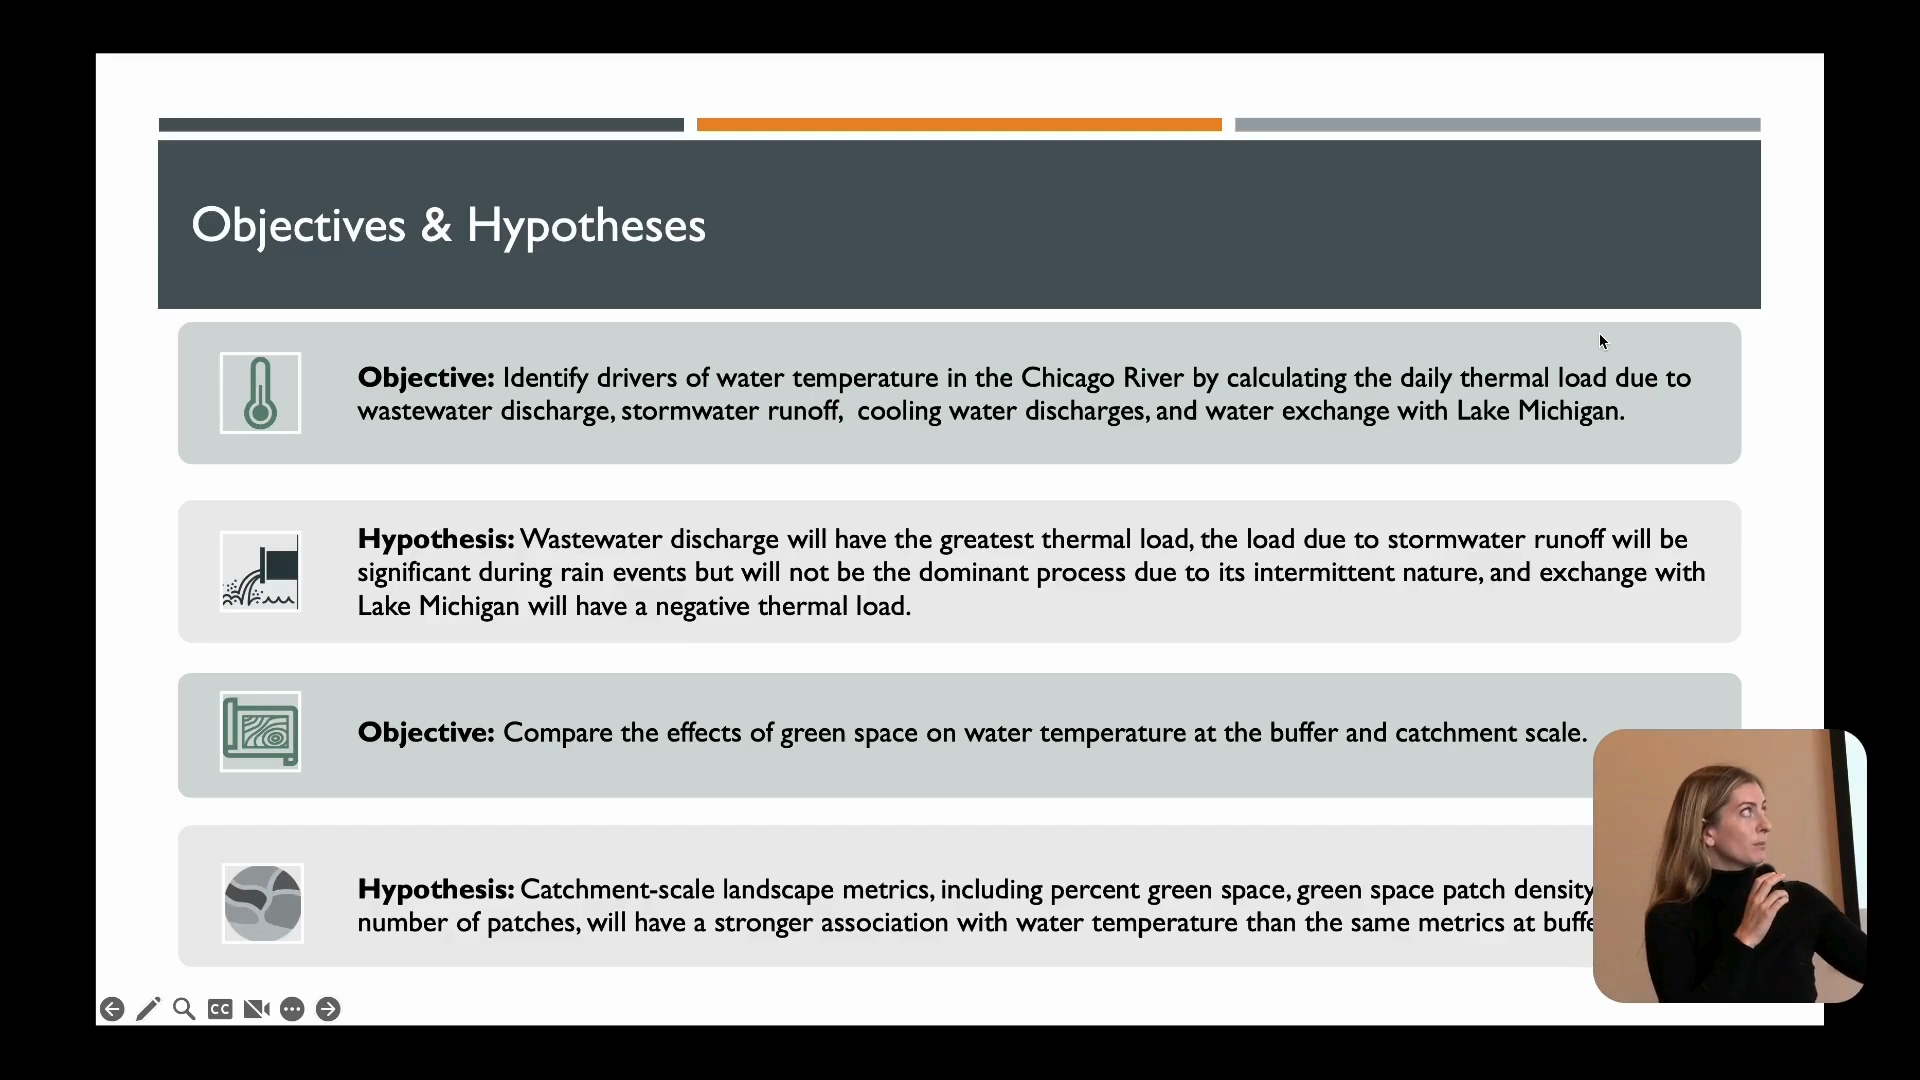 Objectives & Hypotheses
Objective: Identify drivers of water temperature in the Chicago River by calculating the daily thermal load due to
wastewater discharge, stormwater runoff, cooling water discharges, and water exchange with Lake Michigan.
Hypothesis: Wastewater discharge will have the greatest thermal load, the load due to stormwater runoff will be
significant during rain events but will not be the dominant process due to its intermittent nature, and exchange with
Lake Michigan will have a negative thermal load.
Objective: Compare the effects of green space on water temperature at the buffer and catchment scale.
Hypothesis: Catchment-scale landscape metrics, including percent green space, green space patch density
number of patches, will have a stronger association with water temperature than the same metrics at
CC